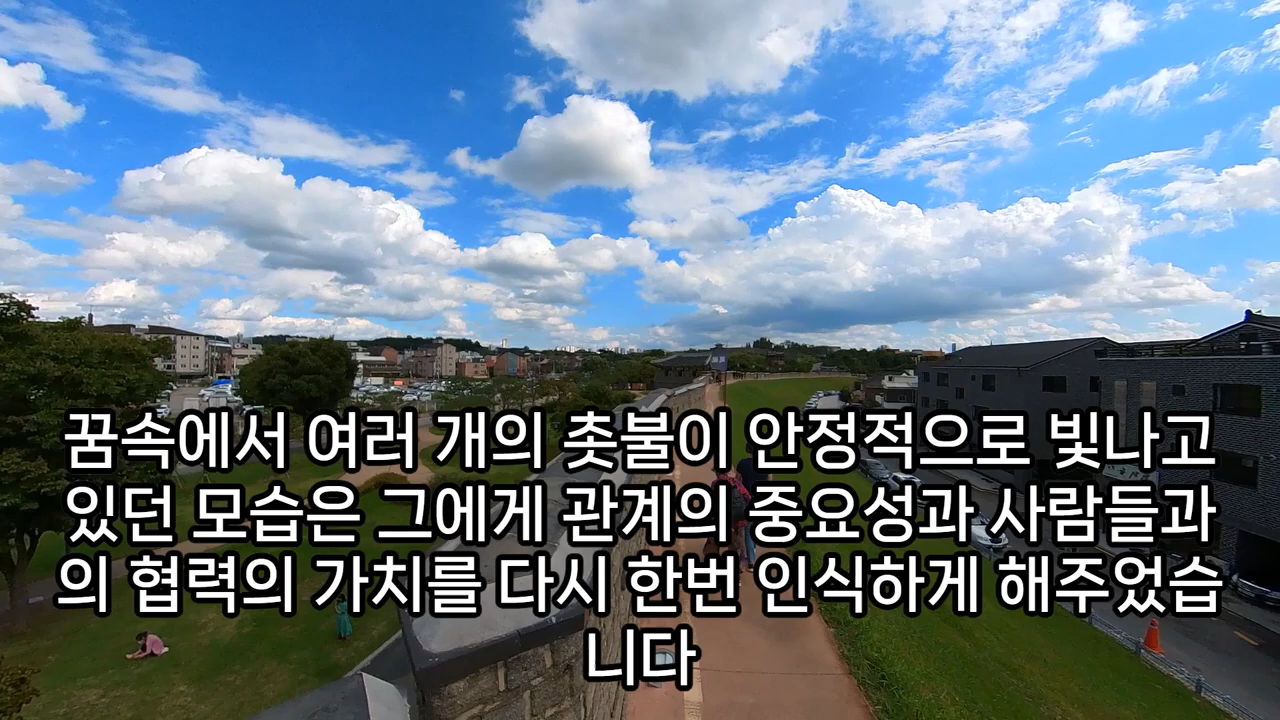 꿈속에서 여러 개의 촛불이 안정적으로 빛나고
있던 모습은 그에게 관계의 중요성과 사람들과
의 협력의 가치를 다시 한번 인식하게 해주었습
니다